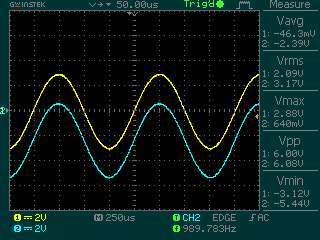 GWINSTEK 50.00us Trig'd Measure
Vavg
1: -46.3mV
2: -2.39V
Vrms
1: 2.09V
2: 3.17V
Vmax
1: 2.88V
2: 640mV
Vpp
1: 6.00V
2: 6.08V
Vmin
1: -3.12V
2: -5.44V
1 2V M 250us T CH2 EDGE AC
2 2V f 989.783Hz